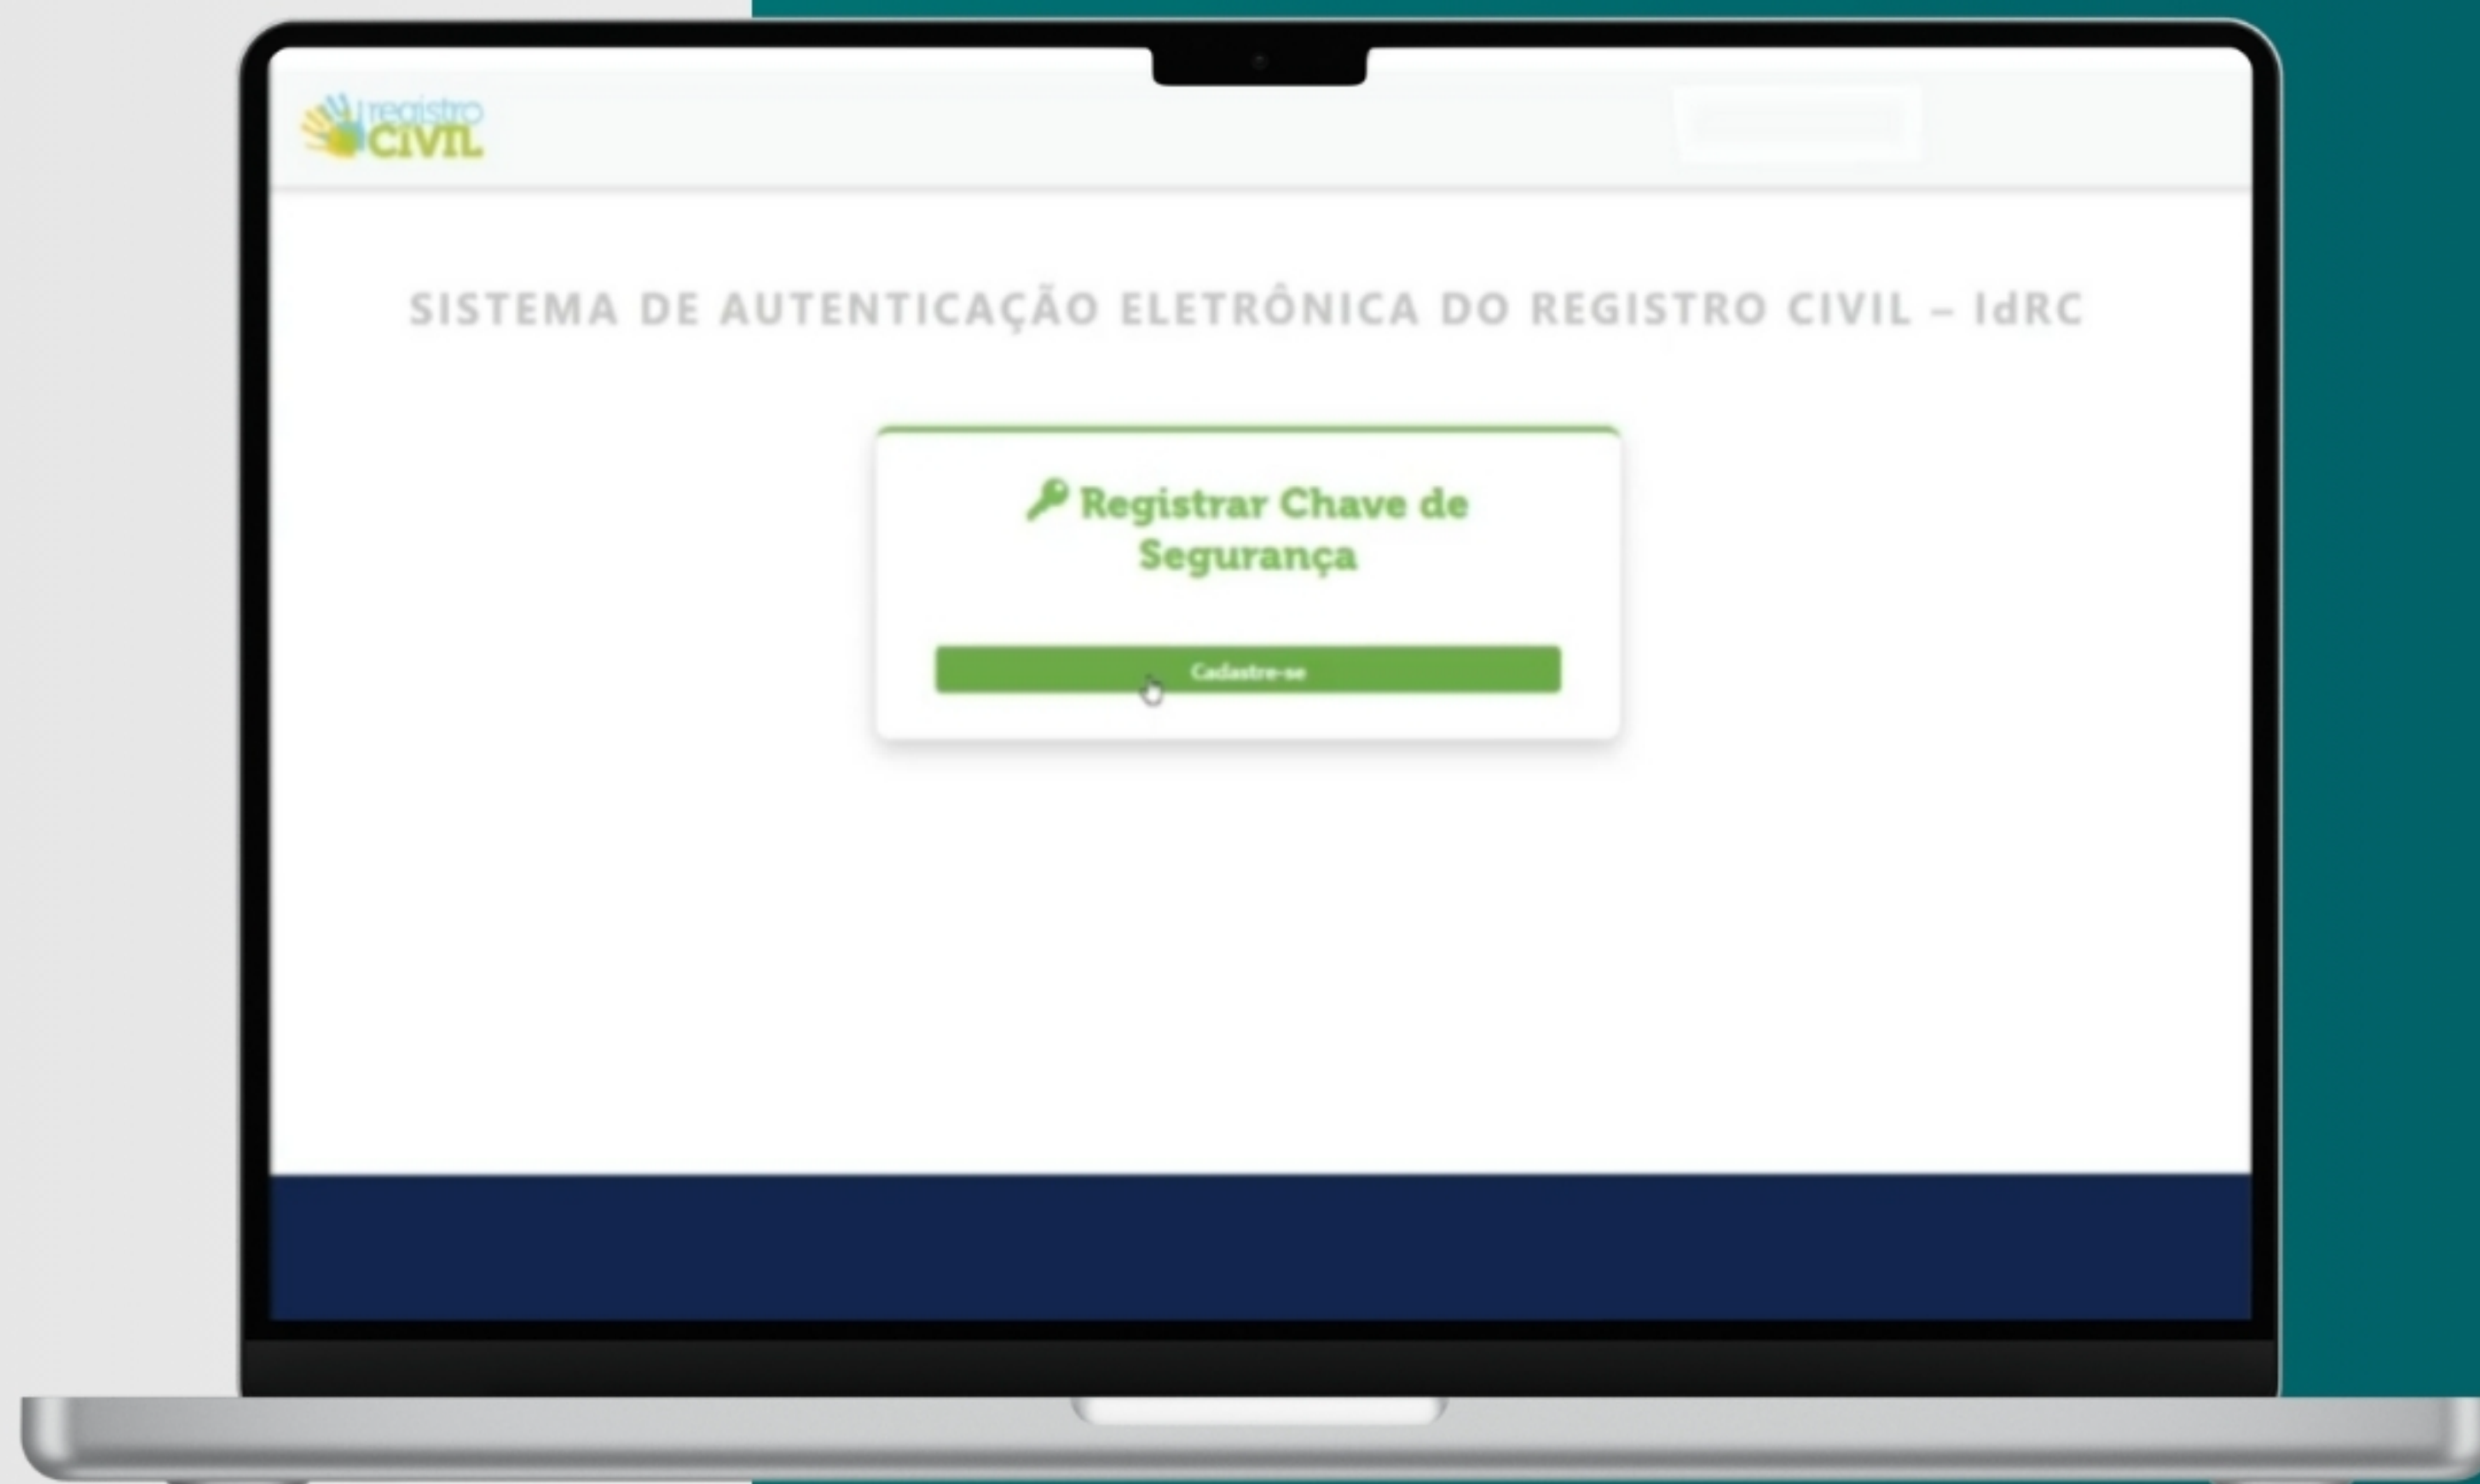 registro
CIVIL
SISTEMA DE AUTENTICAÇÃO ELETRÔNICA DO REGISTRO CIVIL – IdRC
Registrar Chave de
Segurança
Cadastre-se